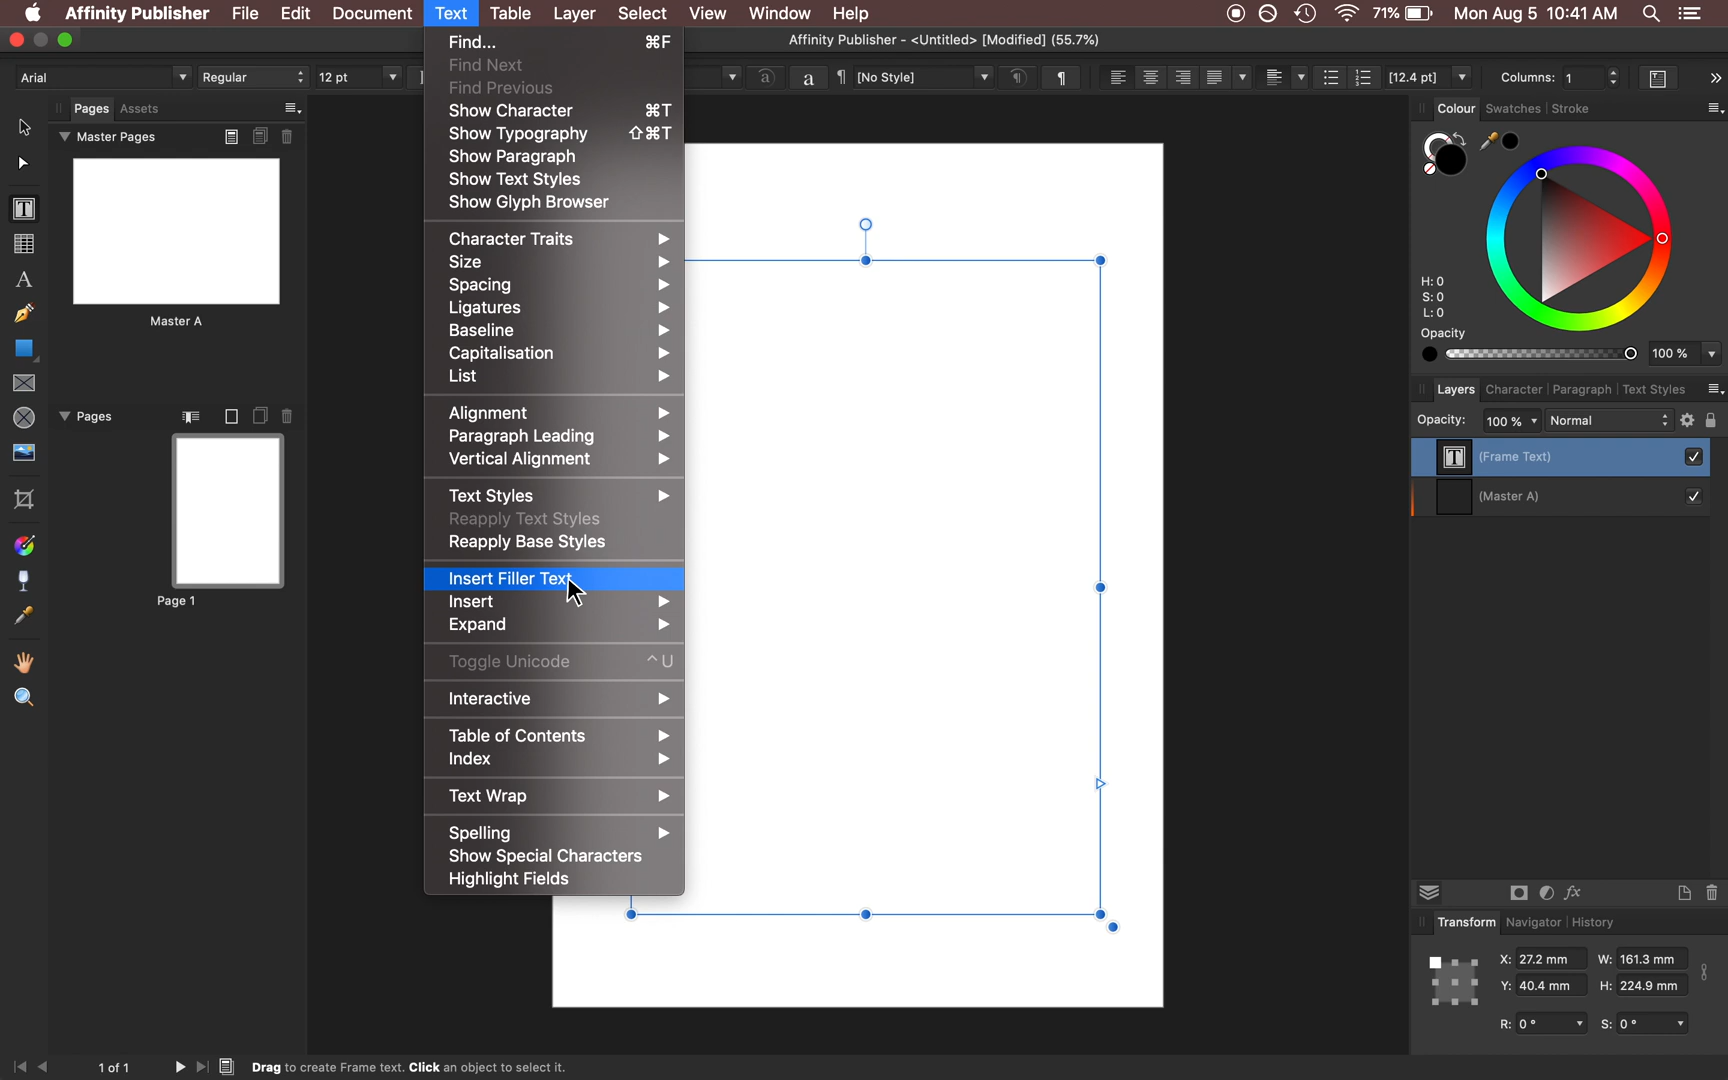 Affinity Publisher File Edit Document Text Table Layer Select View Window Help 71% Mon Aug 5 10:41 AM
Affinity Publisher - <Untitled> [Modified] (55.7%)
Arial Regular 12 pt a a ¶ [No Style] ¶ ¶ [12.4 pt] Columns: 1
Pages Assets
Master Pages
Master A
Pages
Page 1
Find... ⌘F
Find Next
Find Previous
Show Character ⌘T
Show Typography ⇧⌘T
Show Paragraph
Show Text Styles
Show Glyph Browser
Character Traits
Size
Spacing
Ligatures
Baseline
Capitalisation
List
Alignment
Paragraph Leading
Vertical Alignment
Text Styles
Reapply Text Styles
Reapply Base Styles
Insert Filler Text
Insert
Expand
Toggle Unicode ^U
Interactive
Table of Contents
Index
Text Wrap
Spelling
Show Special Characters
Highlight Fields
Colour Swatches Stroke
H: 0
S: 0
L: 0
Opacity
100 %
Layers Character Paragraph Text Styles
Opacity: 100 % Normal
(Frame Text)
(Master A)
fx
Transform Navigator History
X: 27.2 mm W: 161.3 mm
Y: 40.4 mm H: 224.9 mm
R: 0 ° S: 0 °
1 of 1 Drag to create Frame text. Click an object to select it.